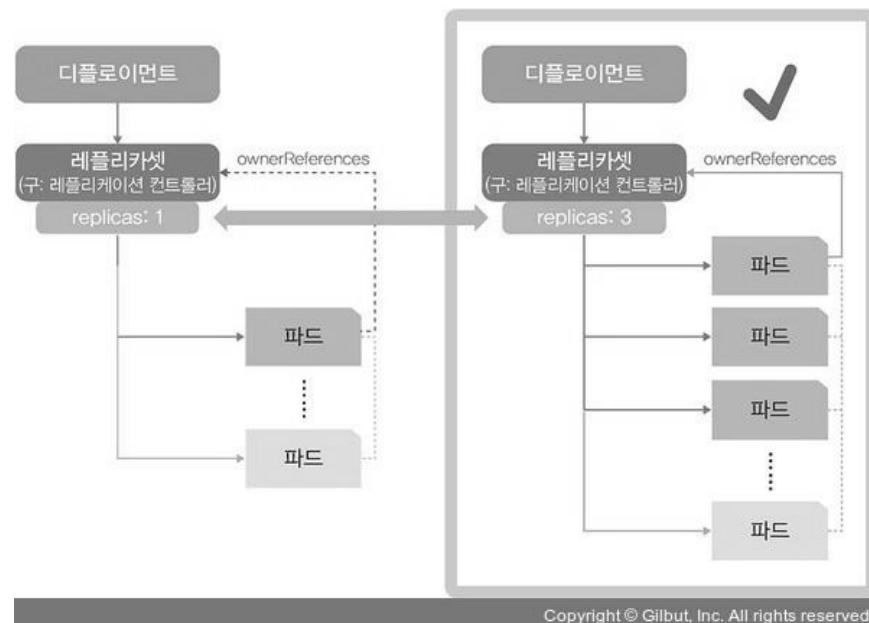 디플로이먼트
레플리카셋
(구: 레플리케이션 컨트롤러)
replicas: 1
ownerReferences
파드
파드
디플로이먼트
레플리카셋
(구: 레플리케이션 컨트롤러)
replicas: 3
ownerReferences
파드
파드
파드
파드
Copyright © Gilbut, Inc. All rights reserved